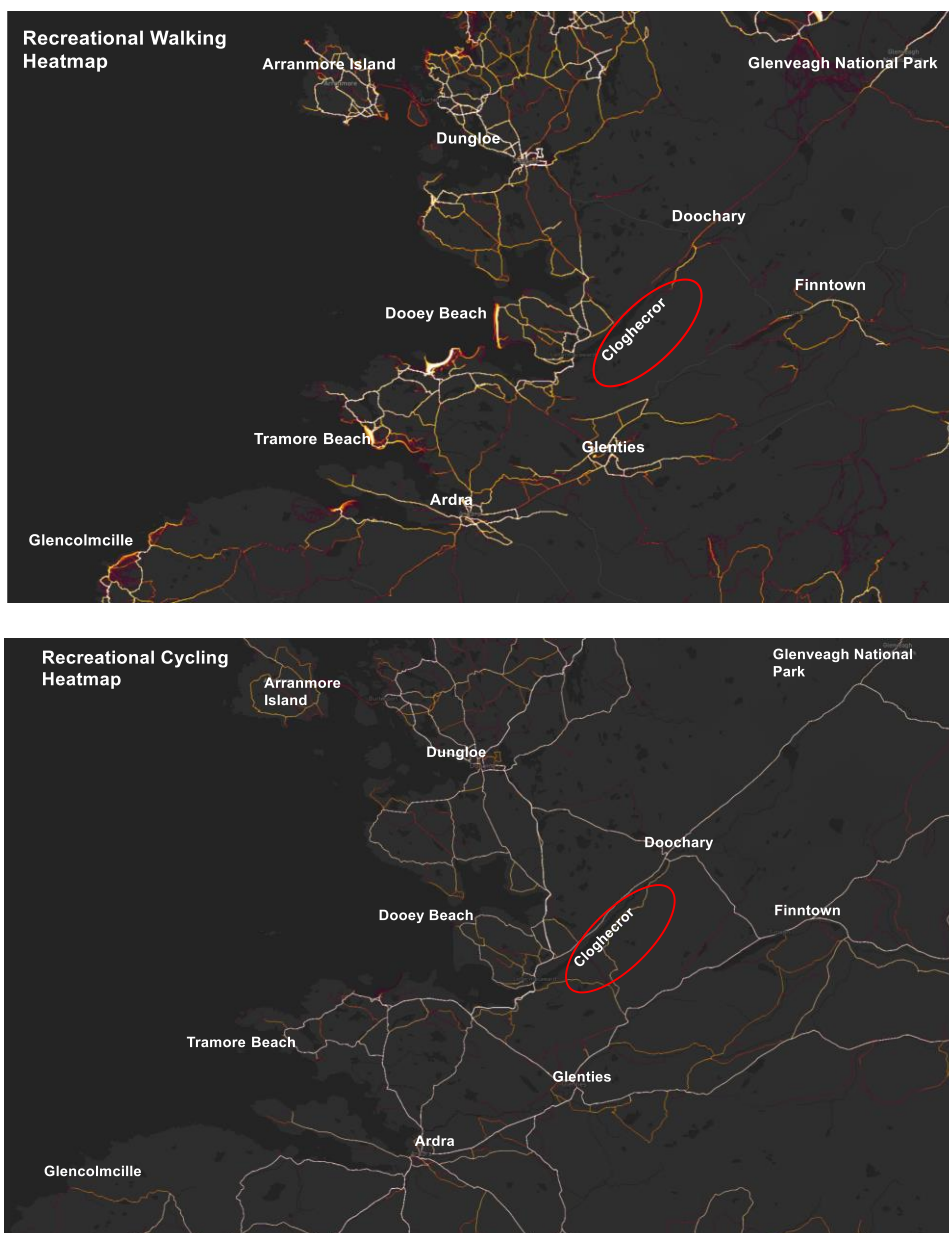 Recreational Walking
Heatmap
Arranmore Island
Arranmore
Glenveagh
Glenveagh National Park
Dungloe
Doochary
Finntown
Dooey Beach
Cloghecror
Tramore Beach
Glenties
Ardra
Glencolmcille
Recreational Cycling
Heatmap
Arranmore
Island
Glenveagh National
Park
Dungloe
Doochary
Dooey Beach
Finntown
Cloghecror
Tramore Beach
Glenties
Ardra
Glencolmcille